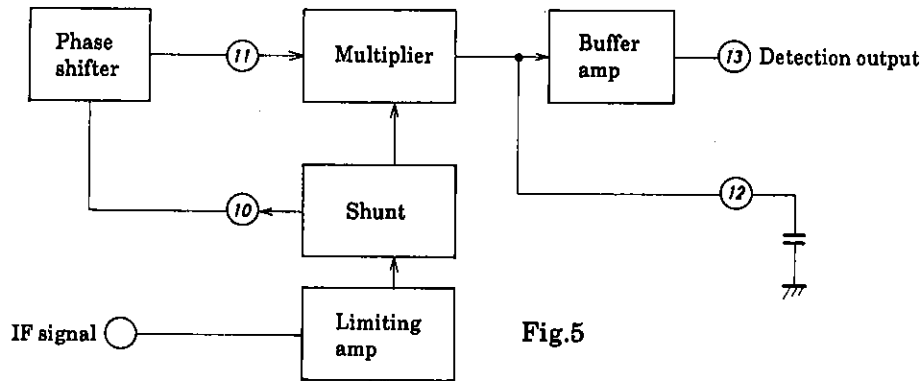 Phase
shifter
11
Multiplier
Buffer
amp
13 Detection output
10
Shunt
12
IF signal
Limiting
amp
Fig.5